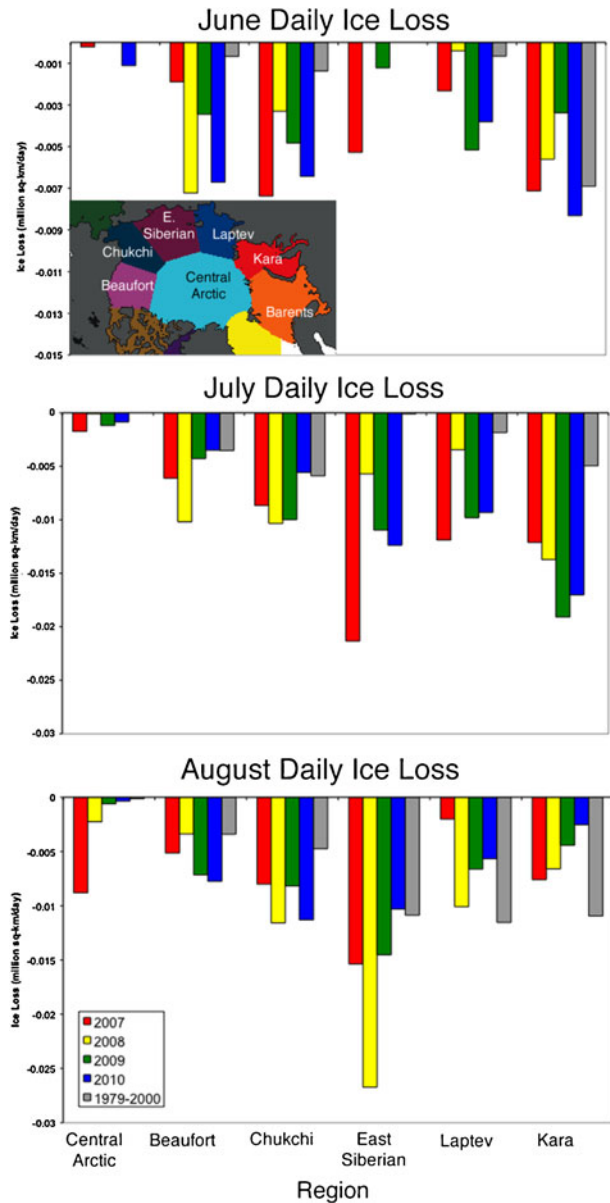 June Daily Ice Loss
-0.001
-0.003
-0.005
-0.007
-0.009
-0.011
-0.013
-0.015
Ice Loss (million sq-km/day)
E.
Siberian
Laptev
Chukchi
Kara
Beaufort
Central
Arctic
Barents
July Daily Ice Loss
0
-0.005
-0.01
-0.015
-0.02
-0.025
-0.03
Ice Loss (million sq-km/day)
August Daily Ice Loss
0
-0.005
-0.01
-0.015
-0.02
-0.025
-0.03
Ice Loss (million sq-km/day)
2007
2008
2009
2010
1979-2000
Central Beaufort Chukchi East Laptev Kara
Arctic Siberian
Region